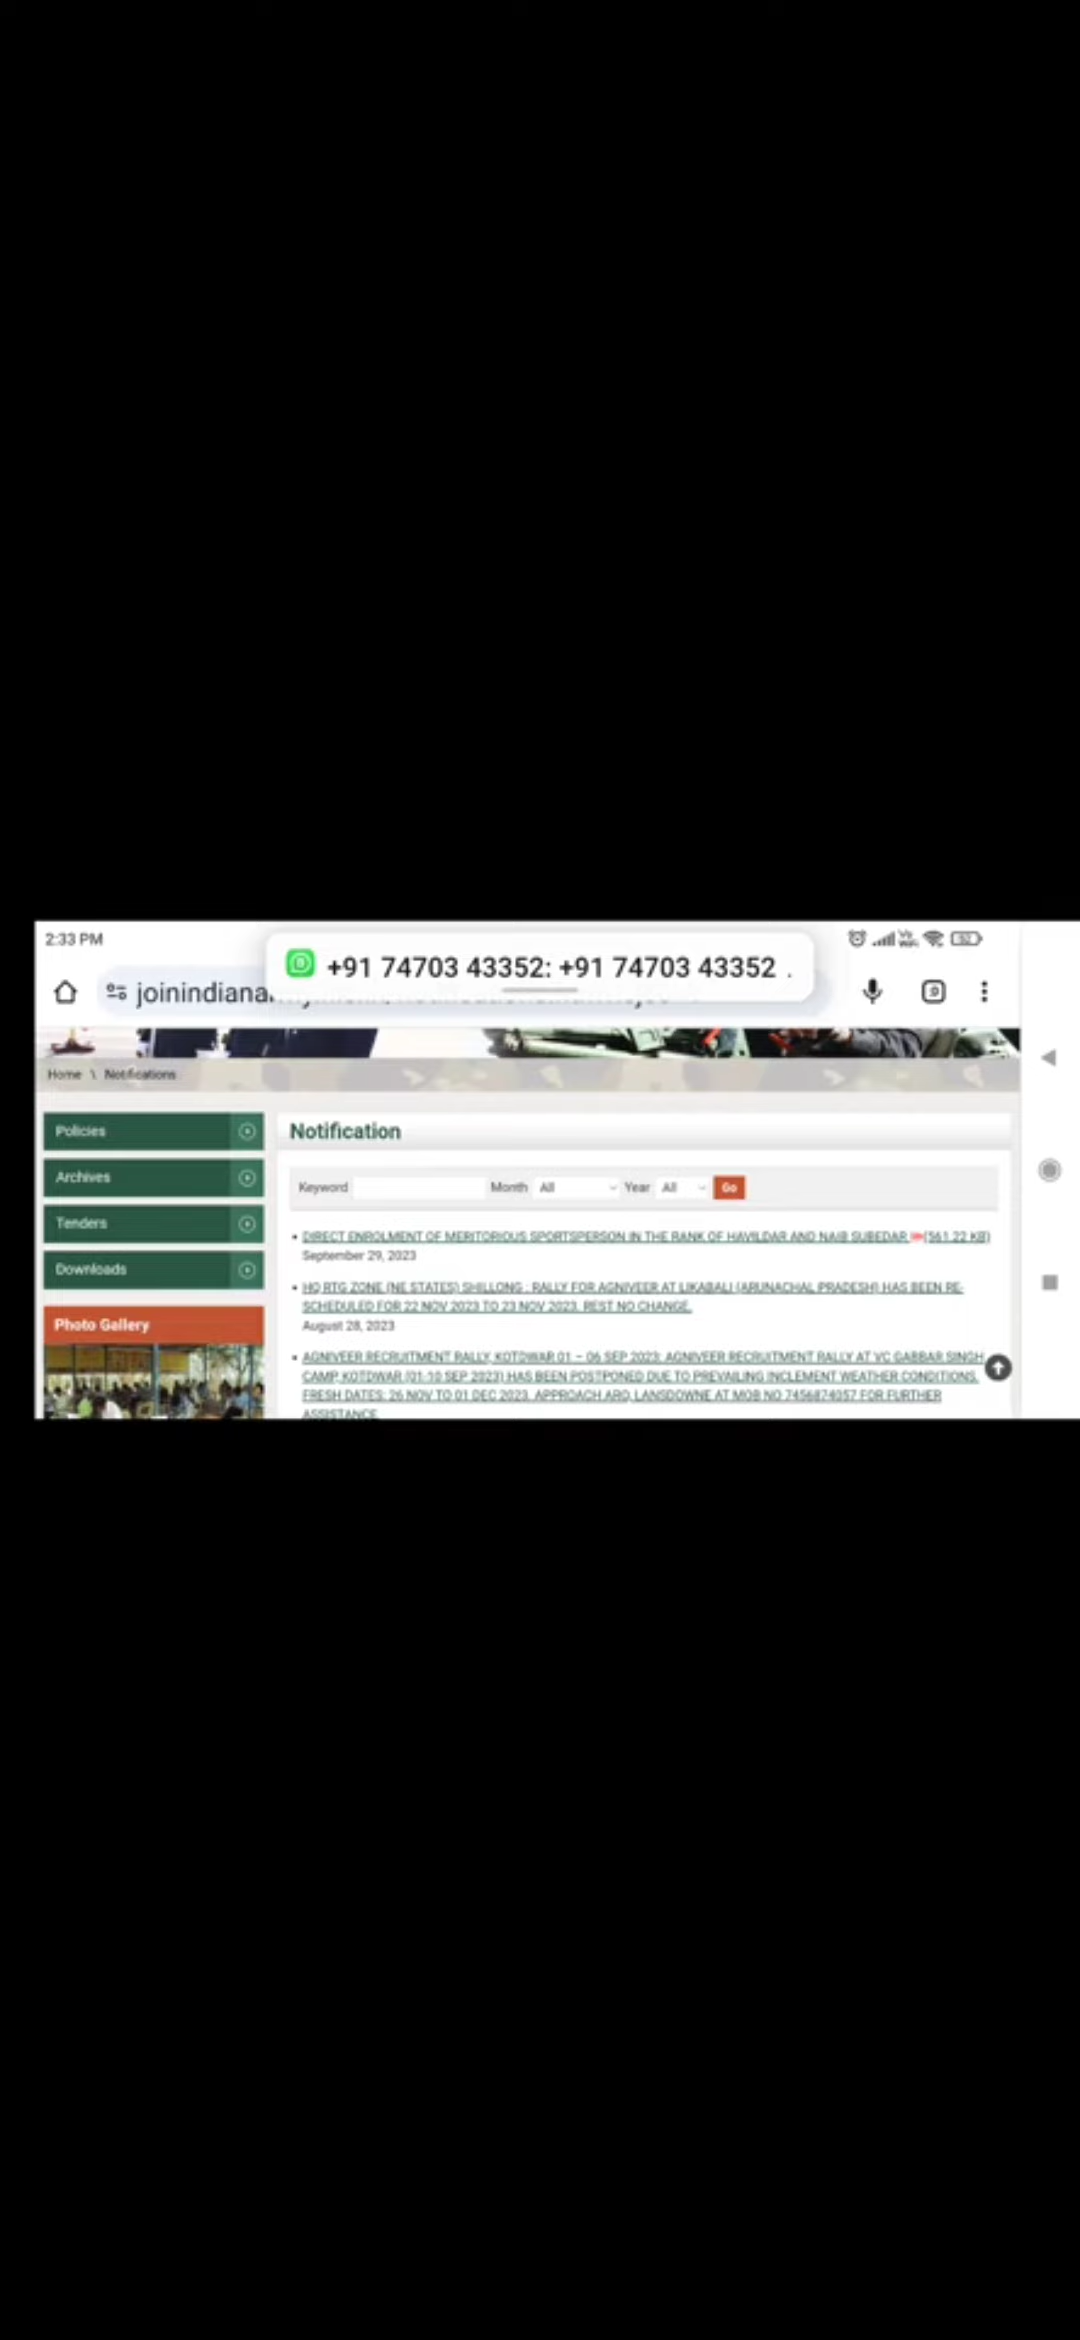 2:33 PM
+91 74703 43352: +91 74703 43352 .
joinindiana
Home \ Notifications
Policies
Archives
Tenders
Downloads
Photo Gallery
Notification
Keyword Month All Year All Go
DIRECT ENROLMENT OF MERITORIOUS SPORTSPERSON IN THE RANK OF HAVILDAR AND NAIB SUBEDAR (561.22 KB)
September 29, 2023
HQ RTG ZONE (NE STATES) SHILLONG : RALLY FOR AGNIVEER AT LIKABALI (ARUNACHAL PRADESH) HAS BEEN RE-
SCHEDULED FOR 22 NOV 2023 TO 23 NOV 2023. REST NO CHANGE.
August 28, 2023
AGNIVEER RECRUITMENT RALLY, KOTDWAR 01 – 06 SEP 2023: AGNIVEER RECRUITMENT RALLY AT VC GABBAR SINGH
CAMP, KOTDWAR (01-10 SEP 2023) HAS BEEN POSTPONED DUE TO PREVAILING INCLEMENT WEATHER CONDITIONS.
FRESH DATES: 26 NOV TO 01 DEC 2023. APPROACH ARO, LANSDOWNE AT MOB NO 7456874057 FOR FURTHER
ASSISTANCE